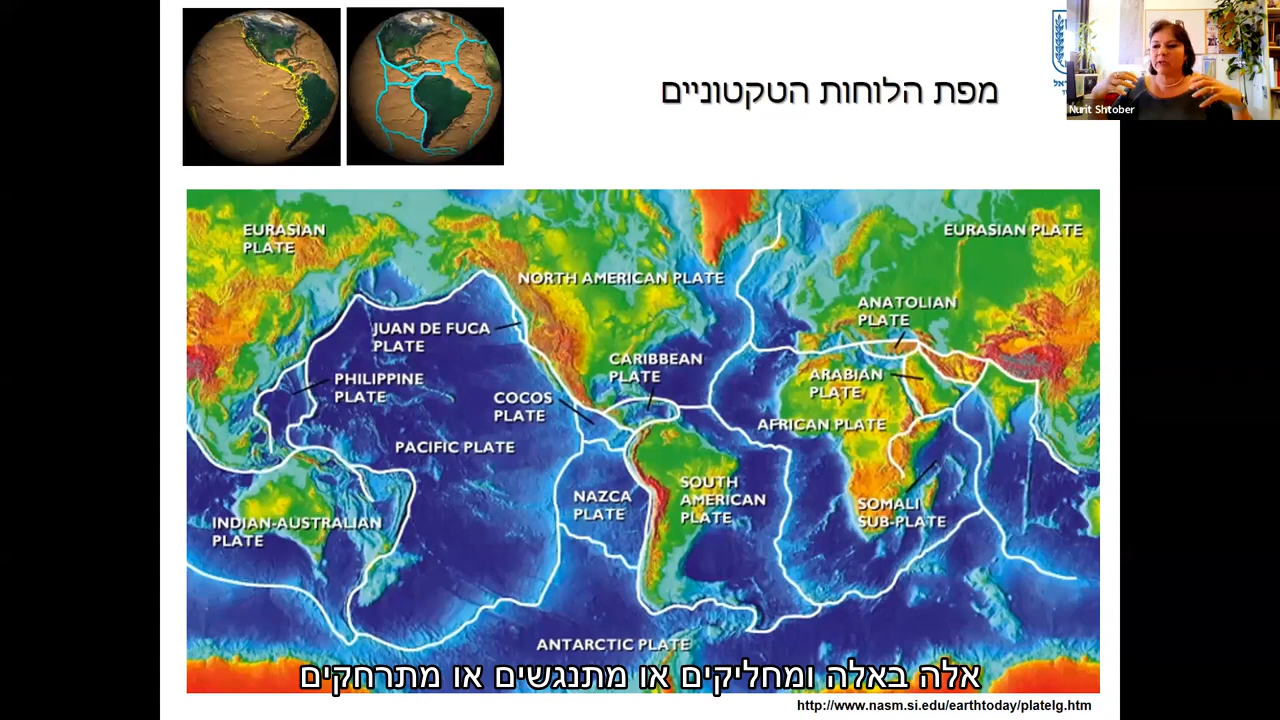 מפת הלוחות הטקטוניים
Nurit Shtober
EURASIAN
PLATE
NORTH AMERICAN PLATE
EURASIAN PLATE
ANATOLIAN
PLATE
JUAN DE FUCA
PLATE
CARIBBEAN
PLATE
ARABIAN
PLATE
PHILIPPINE
PLATE
COCOS
PLATE
AFRICAN PLATE
PACIFIC PLATE
NAZCA
PLATE
SOUTH
AMERICAN
PLATE
SOMALI
SUB-PLATE
INDIAN-AUSTRALIAN
PLATE
ANTARCTIC PLATE
אלה באלה ומחליקים או מתנגשים או מתרחקים
http://www.nasm.si.edu/earthtoday/platelg.htm